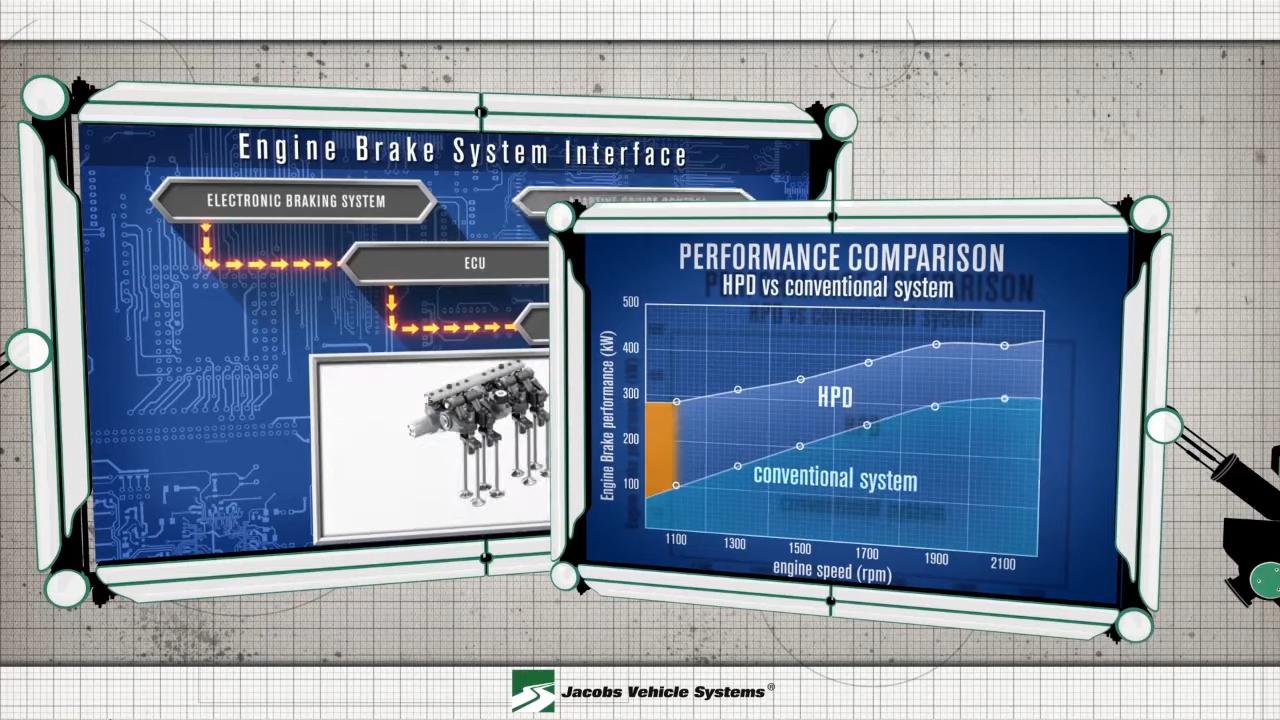 Engine Brake System Interface
ELECTRONIC BRAKING SYSTEM
ECU
PERFORMANCE COMPARISON
HPD vs conventional system
Engine Brake performance (kW)
500
400
300
200
100
HPD
conventional system
1100 1300 1500 1700 1900 2100
engine speed (rpm)
Jacobs Vehicle Systems®